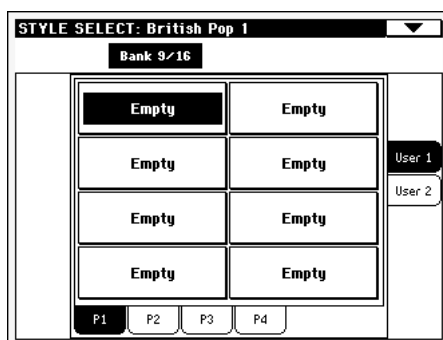 STYLE SELECT: British Pop 1
Bank 9/16
Empty Empty
Empty Empty
User 1
User 2
Empty Empty
Empty Empty
P1 P2 P3 P4